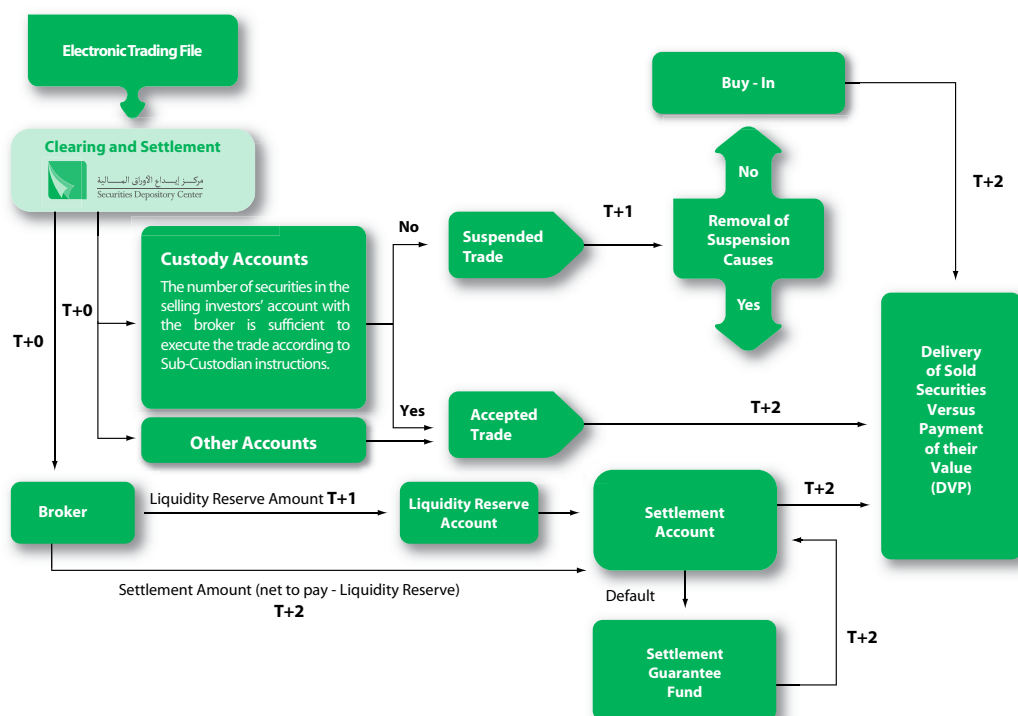 Electronic Trading File
Clearing and Settlement
مركـز إيـداع الأوراق المـالـية
Securities Depository Center
Buy - In
No
T+2
Custody Accounts
The number of securities in the
selling investors’ account with
the broker is sufficient to
execute the trade according to
Sub-Custodian instructions.
No
Suspended
Trade
T+1
Removal of
Suspension
Causes
Yes
T+0
T+0
Yes
Other Accounts
Accepted
Trade
T+2
Delivery
of Sold
Securities
Versus
Payment
of their
Value
(DVP)
Broker
Liquidity Reserve Amount T+1
Liquidity Reserve
Account
Settlement
Account
T+2
Settlement Amount (net to pay - Liquidity Reserve)
T+2
Default
T+2
Settlement
Guarantee
Fund